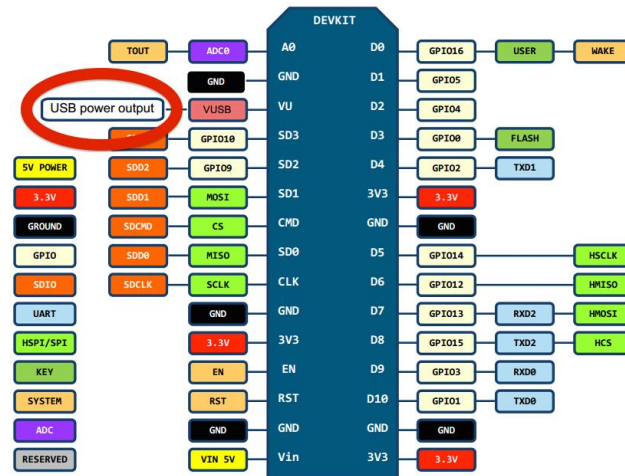 DEVKIT
TOUT ADC0 A0 D0 GPIO16 USER WAKE
GND GND D1 GPIO5
USB power output VUSB VU D2 GPIO4
GPIO10 SD3 D3 GPIO0 FLASH
5V POWER SDD2 GPIO9 SD2 D4 GPIO2 TXD1
3.3V SDD1 MOSI SD1 3V3 3.3V
GROUND SDCMD CS CMD GND GND
GPIO SDD0 MISO SD0 D5 GPIO14 HSCLK
SDIO SDCLK SCLK CLK D6 GPIO12 HMISO
UART GND GND D7 GPIO13 RXD2 HMOSI
HSPI/SPI 3.3V 3V3 D8 GPIO15 TXD2 HCS
KEY EN EN D9 GPIO3 RXD0
SYSTEM RST RST D10 GPIO1 TXD0
ADC GND GND GND GND
RESERVED VIN 5V Vin 3V3 3.3V